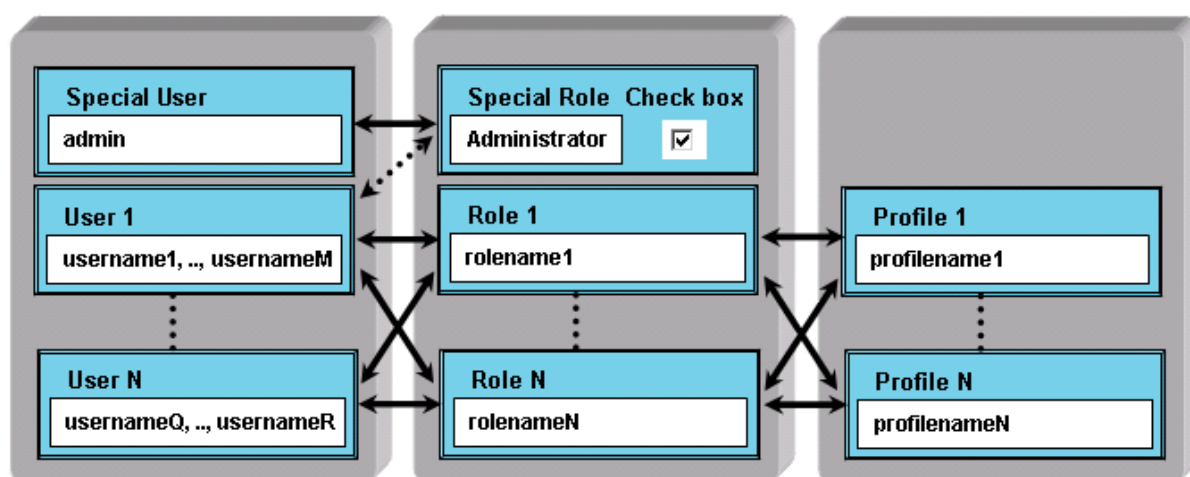 Special User
admin
Special Role Check box
Administrator
User 1
username1, .., usernameM
Role 1
rolename1
Profile 1
profilename1
User N
usernameQ, .., usernameR
Role N
rolenameN
Profile N
profilenameN